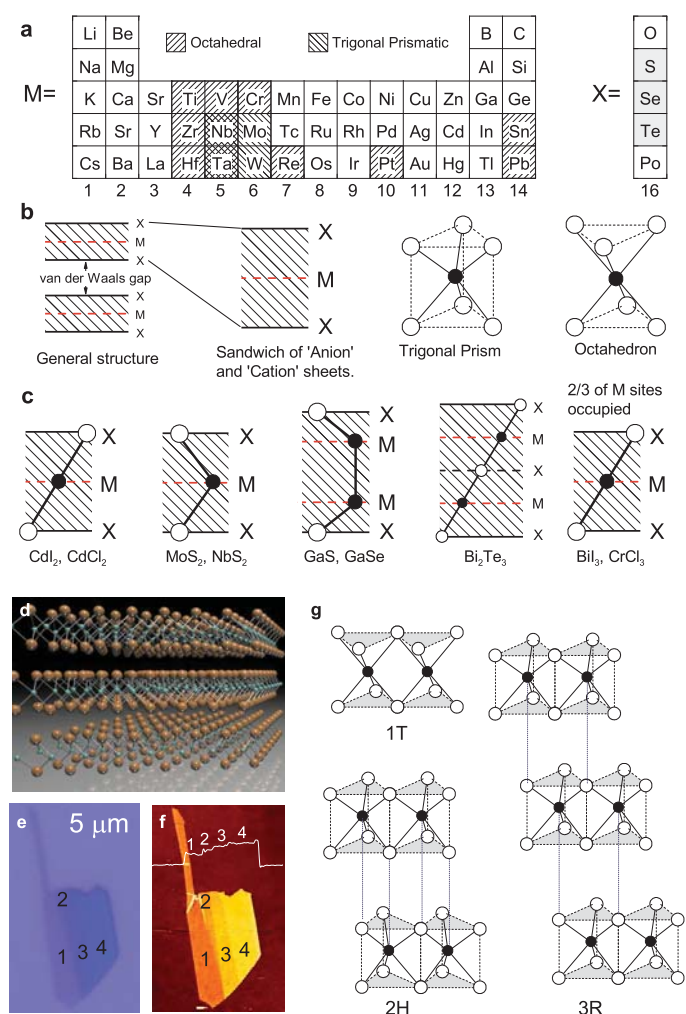 a
Li Be B C O
Octahedral Trigonal Prismatic
Na Mg Al Si S
M= K Ca Sr Ti V Cr Mn Fe Co Ni Cu Zn Ga Ge X= Se
Rb Sr Y Zr Nb Mo Tc Ru Rh Pd Ag Cd In Sn Te
Cs Ba La Hf Ta W Re Os Ir Pt Au Hg Tl Pb Po
1 2 3 4 5 6 7 8 9 10 11 12 13 14 16
b
X
M
X
van der Waals gap
X
M
X
General structure
X
M
X
Sandwich of 'Anion'
and 'Cation' sheets.
Trigonal Prism
Octahedron
c
X
M
X
CdI2, CdCl2
X
M
X
MoS2, NbS2
X
M
M
X
GaS, GaSe
X
M
X
M
X
Bi2Te3
2/3 of M sites
occupied
X
M
X
BiI3, CrCl3
d
e
5 μm
2
1 3 4
f
1 2 3 4
2
1 3 4
g
1T
2H
3R